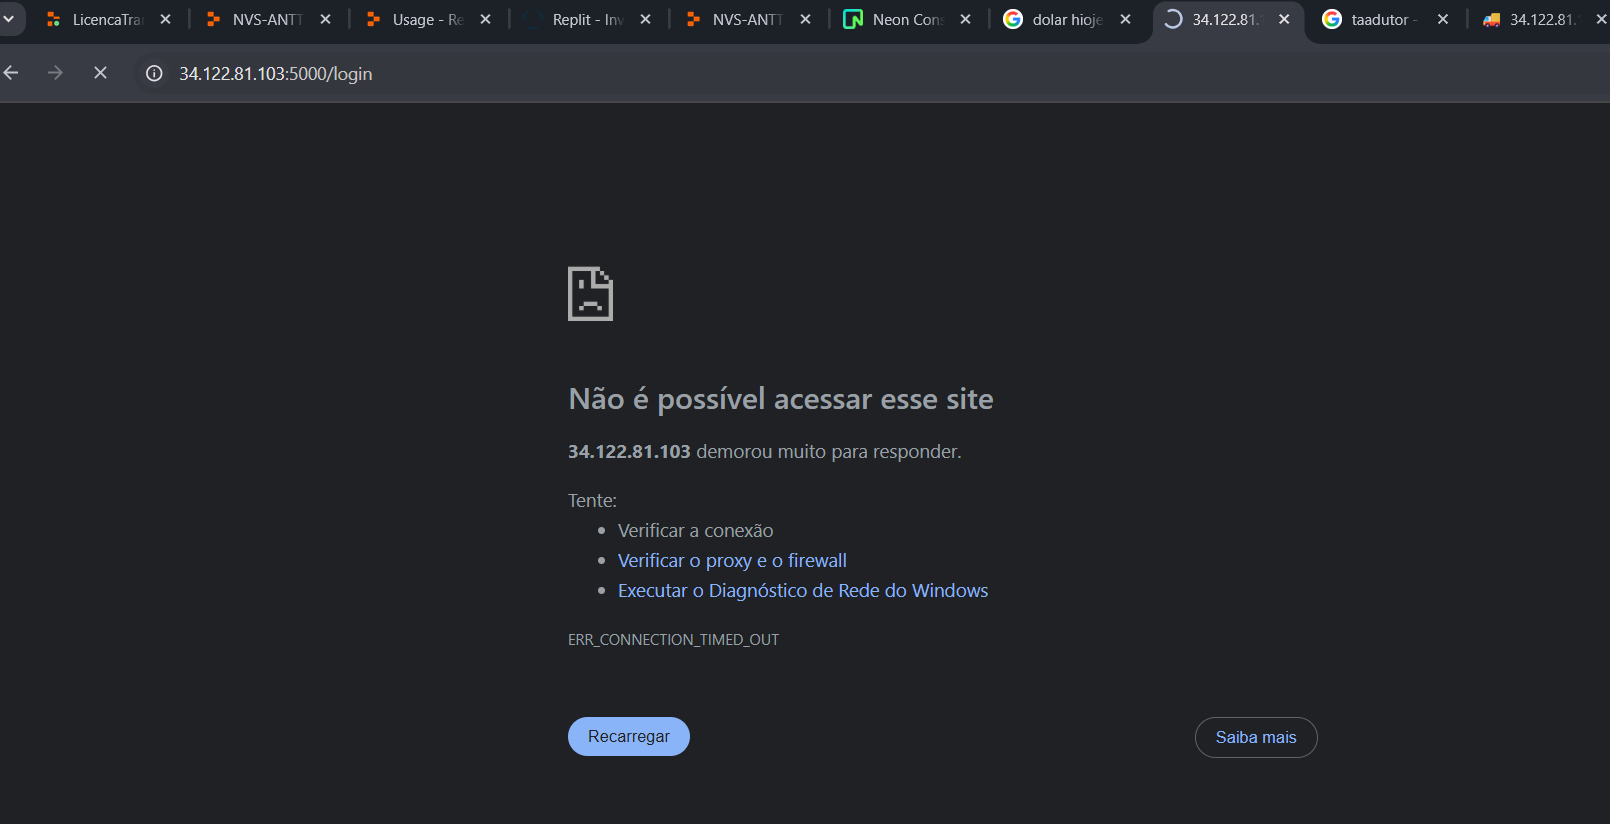 LicencaTra
NVS-ANTT
Usage - Re
Replit - Inv
NVS-ANTT
Neon Cons
dolar hioje
34.122.81.1
taadutor -
34.122.81.1
34.122.81.103:5000/login
Não é possível acessar esse site
34.122.81.103 demorou muito para responder.
Tente:
Verificar a conexão
Verificar o proxy e o firewall
Executar o Diagnóstico de Rede do Windows
ERR_CONNECTION_TIMED_OUT
Recarregar
Saiba mais